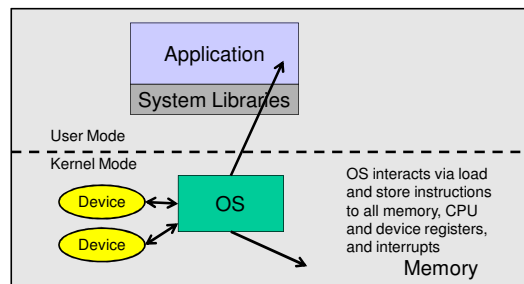 Application
System Libraries
User Mode
Kernel Mode
Device
Device
OS
OS interacts via load
and store instructions
to all memory, CPU
and device registers,
and interrupts
Memory